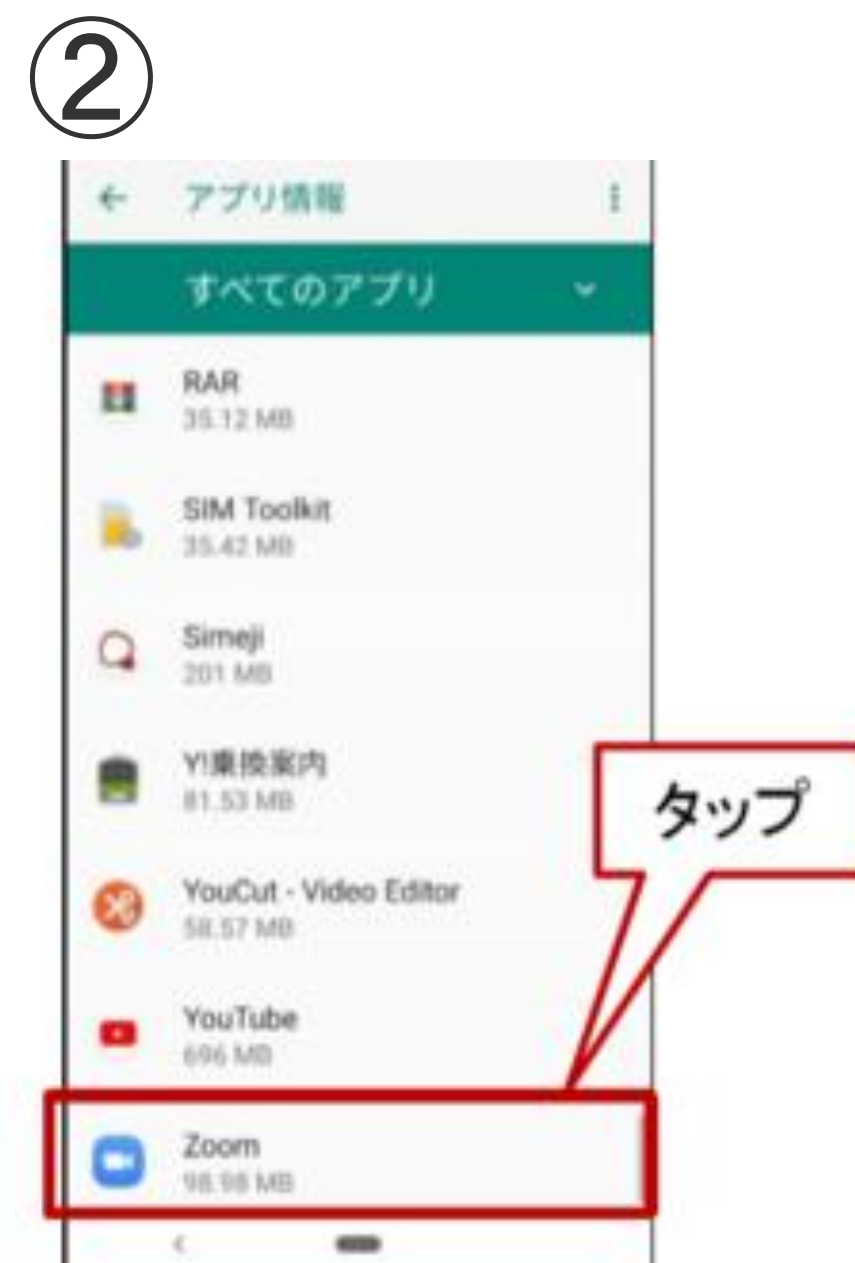 ②
アプリ情報
すべてのアプリ
RAR
35.12 MB
SIM Toolkit
35.42 MB
Simeji
201 MB
Y!乗換案内
81.53 MB
タップ
YouCut - Video Editor
58.57 MB
YouTube
696 MB
Zoom
98.98 MB